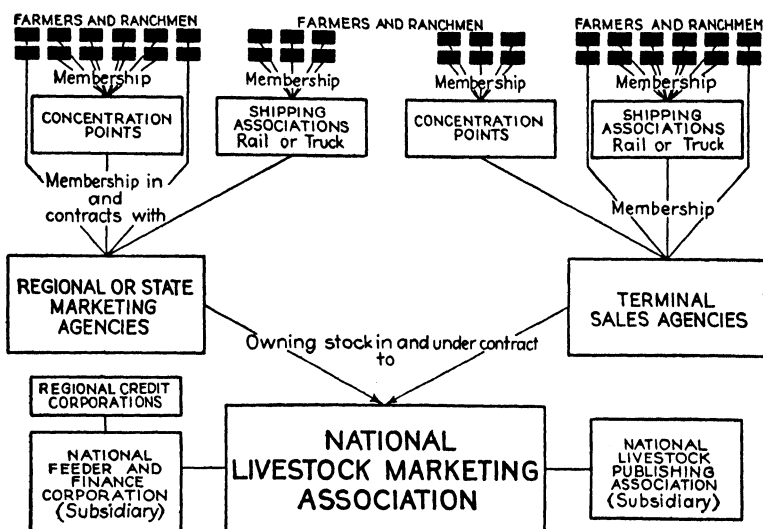 FARMERS AND RANCHMEN
FARMERS AND RANCHMEN
FARMERS AND RANCHMEM
Membership
Membership
Membership
Membership
CONCENTRATION
POINTS
SHIPPING
ASSOCIATIONS
Rail or Truck
CONCENTRATION
POINTS
SHIPPING
ASSOCIATIONS
Rail or Truck
Membership in
and
contracts with
Membership
REGIONAL OR STATE
MARKETING
AGENCIES
TERMINAL
SALES AGENCIES
Owning stock in and under contract
to
REGIONAL CREDIT
CORPORATIONS
NATIONAL
FEEDER AND
FINANCE
CORPORATION
(Subsidiary)
NATIONAL
LIVESTOCK MARKETING
ASSOCIATION
NATIONAL
LIVESTOCK
PUBLISHING
ASSOCIATION
(Subsidiary)